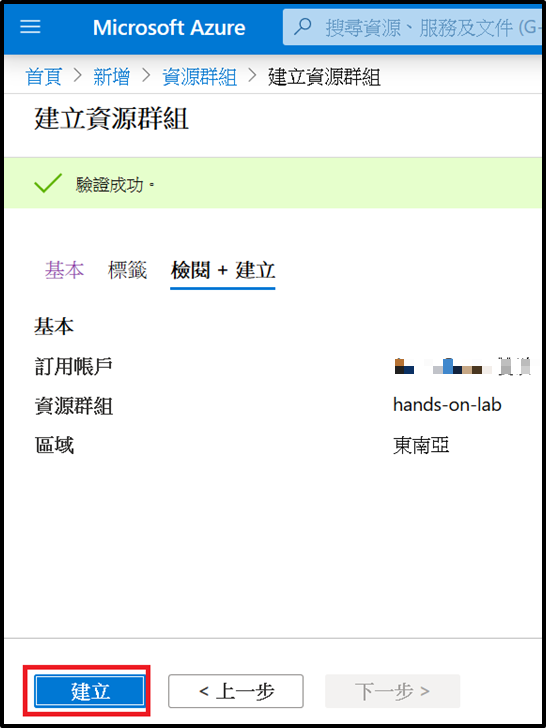 Microsoft Azure
搜尋資源、服務及文件 (G-
首頁 > 新增 > 資源群組 > 建立資源群組
建立資源群組
驗證成功。
基本 標籤 檢閱 + 建立
基本
訂用帳戶
資源群組 hands-on-lab
區域 東南亞
建立 < 上一步 下一步 >